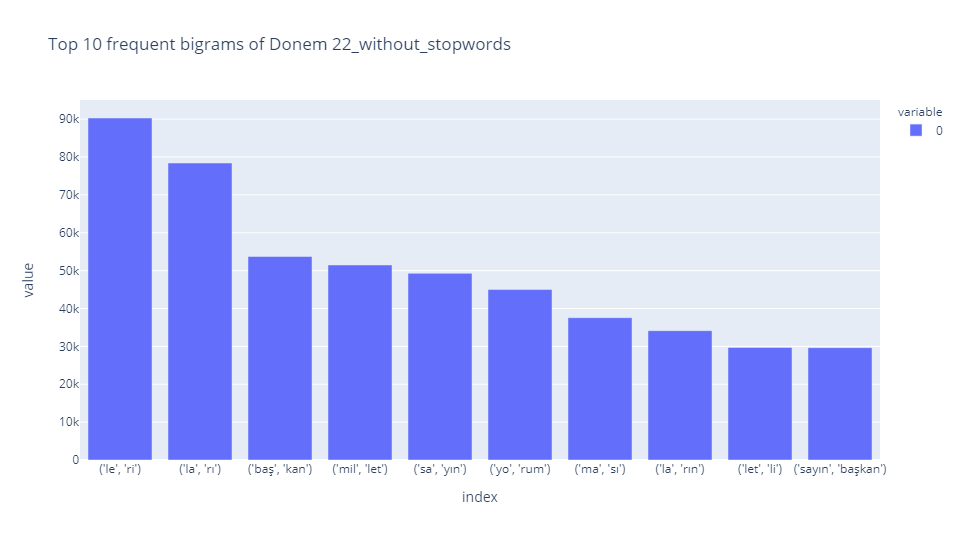 Top 10 frequent bigrams of Donem 22_without_stopwords
variable
0
90k
80k
70k
60k
50k
40k
30k
20k
10k
0
value
('le', 'ri') ('la', 'rı') ('baş', 'kan') ('mil', 'let') ('sa', 'yın') ('yo', 'rum') ('ma', 'sı') ('la', 'rın') ('let', 'li') ('sayın', 'başkan')
index